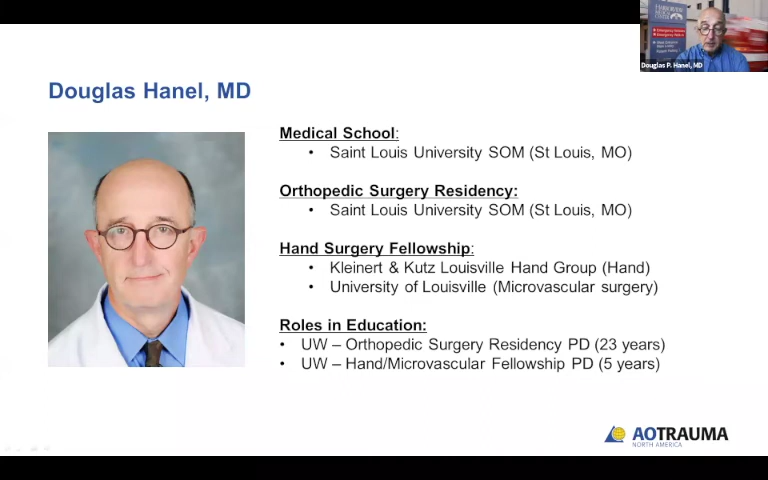 HARBORVIEW
MEDICAL CENTER
Douglas P. Hanel, MD
Douglas Hanel, MD
Medical School:
• Saint Louis University SOM (St Louis, MO)
Orthopedic Surgery Residency:
• Saint Louis University SOM (St Louis, MO)
Hand Surgery Fellowship:
• Kleinert & Kutz Louisville Hand Group (Hand)
• University of Louisville (Microvascular surgery)
Roles in Education:
• UW – Orthopedic Surgery Residency PD (23 years)
• UW – Hand/Microvascular Fellowship PD (5 years)
AOTRAUMA
NORTH AMERICA